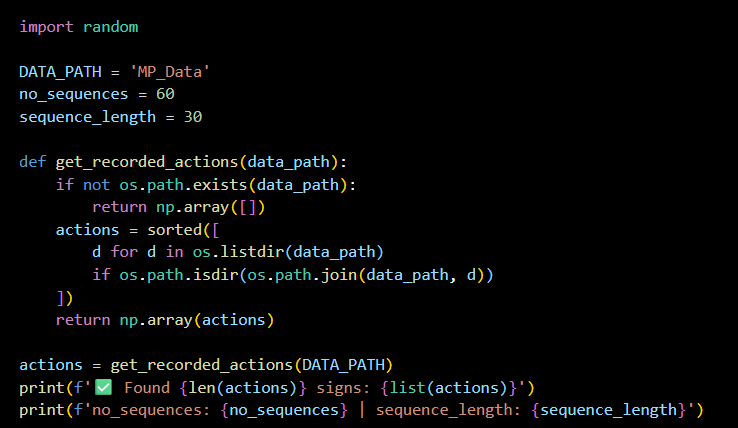 import random

DATA_PATH = 'MP_Data'
no_sequences = 60
sequence_length = 30

def get_recorded_actions(data_path):
    if not os.path.exists(data_path):
        return np.array([])
    actions = sorted([
        d for d in os.listdir(data_path)
        if os.path.isdir(os.path.join(data_path, d))
    ])
    return np.array(actions)

actions = get_recorded_actions(DATA_PATH)
print(f'✅ Found {len(actions)} signs: {list(actions)}')
print(f'no_sequences: {no_sequences} | sequence_length: {sequence_length}')